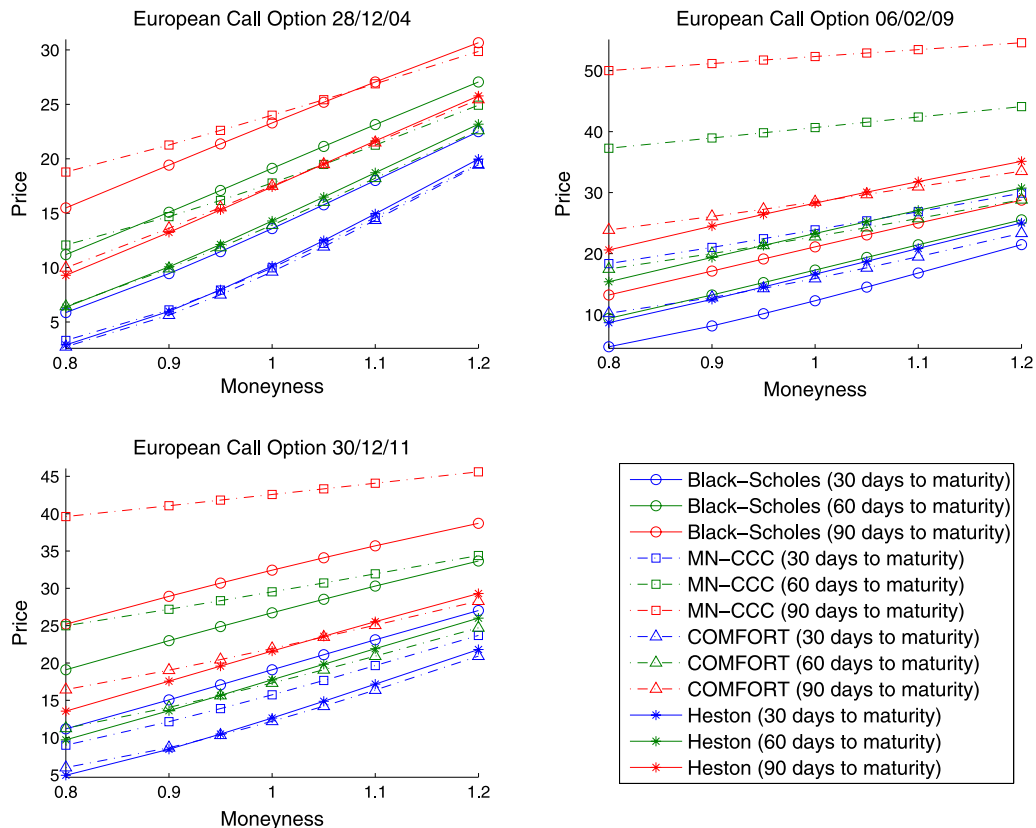 European Call Option 28/12/04
30
25
20
15
10
5
Price
0.8
0.9
1
1.1
1.2
Moneyness
European Call Option 06/02/09
50
40
30
20
10
Price
0.8
0.9
1
1.1
1.2
Moneyness
European Call Option 30/12/11
45
40
35
30
25
20
15
10
5
Price
0.8
0.9
1
1.1
1.2
Moneyness
Black−Scholes (30 days to maturity)
Black−Scholes (60 days to maturity)
Black−Scholes (90 days to maturity)
MN−CCC (30 days to maturity)
MN−CCC (60 days to maturity)
MN−CCC (90 days to maturity)
COMFORT (30 days to maturity)
COMFORT (60 days to maturity)
COMFORT (90 days to maturity)
Heston (30 days to maturity)
Heston (60 days to maturity)
Heston (90 days to maturity)